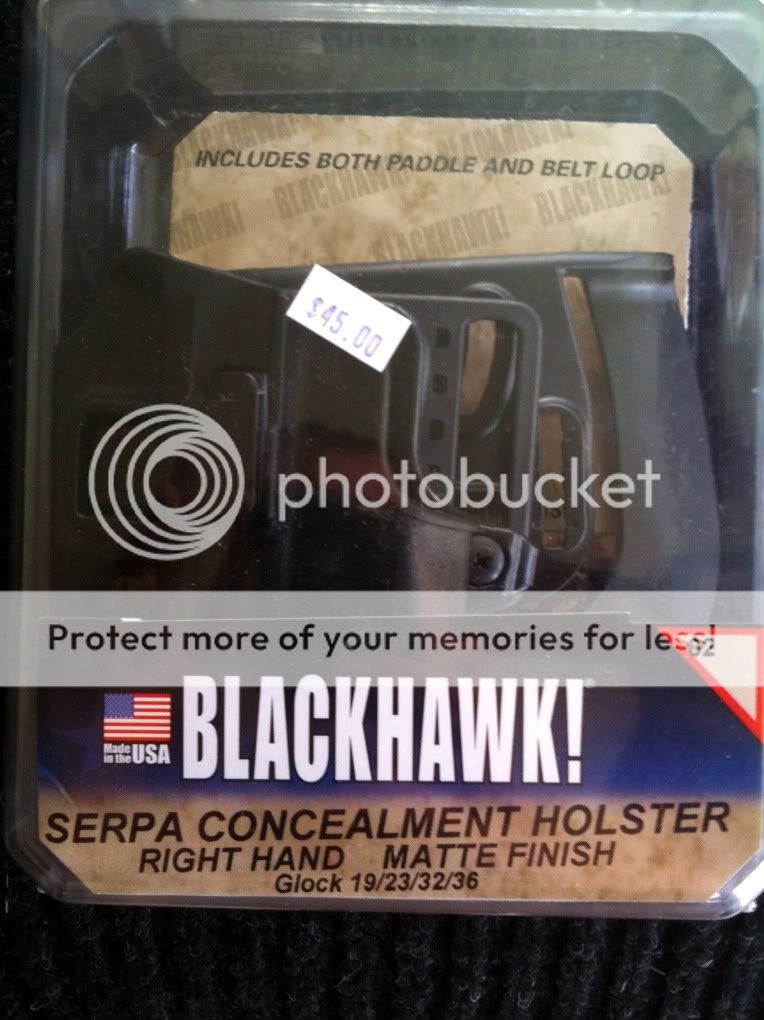 INCLUDES BOTH PADDLE AND BELT LOOP
BLACKHAWK!
BLACKHAWK!
BLACKHAWK!
$45.00
photobucket
Protect more of your memories for less!
02
Made
in the USA
BLACKHAWK!®
SERPA CONCEALMENT HOLSTER
RIGHT HAND MATTE FINISH
Glock 19/23/32/36